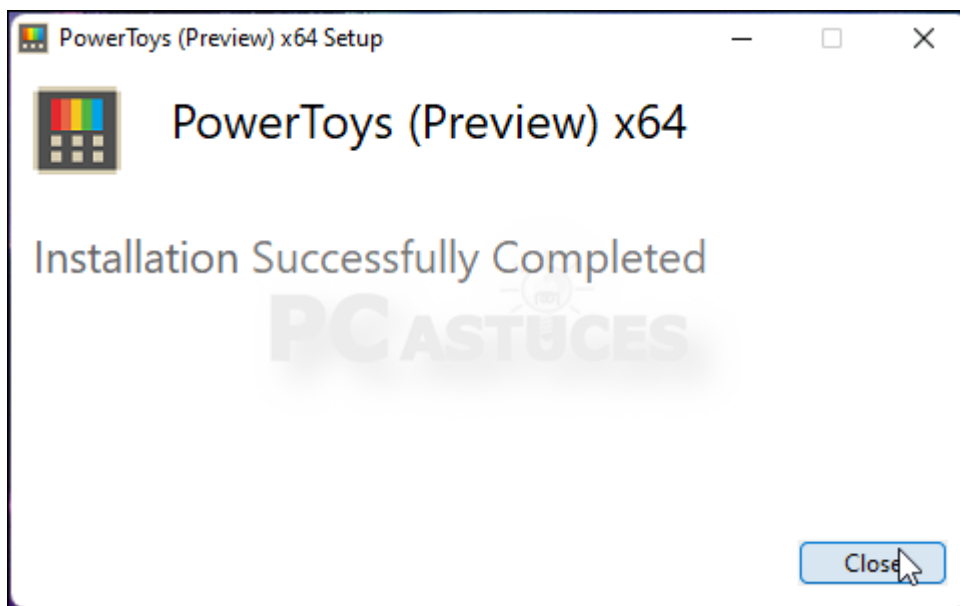 PowerToys (Preview) x64 Setup
PowerToys (Preview) x64
Installation Successfully Completed
PC ASTUCES
Close